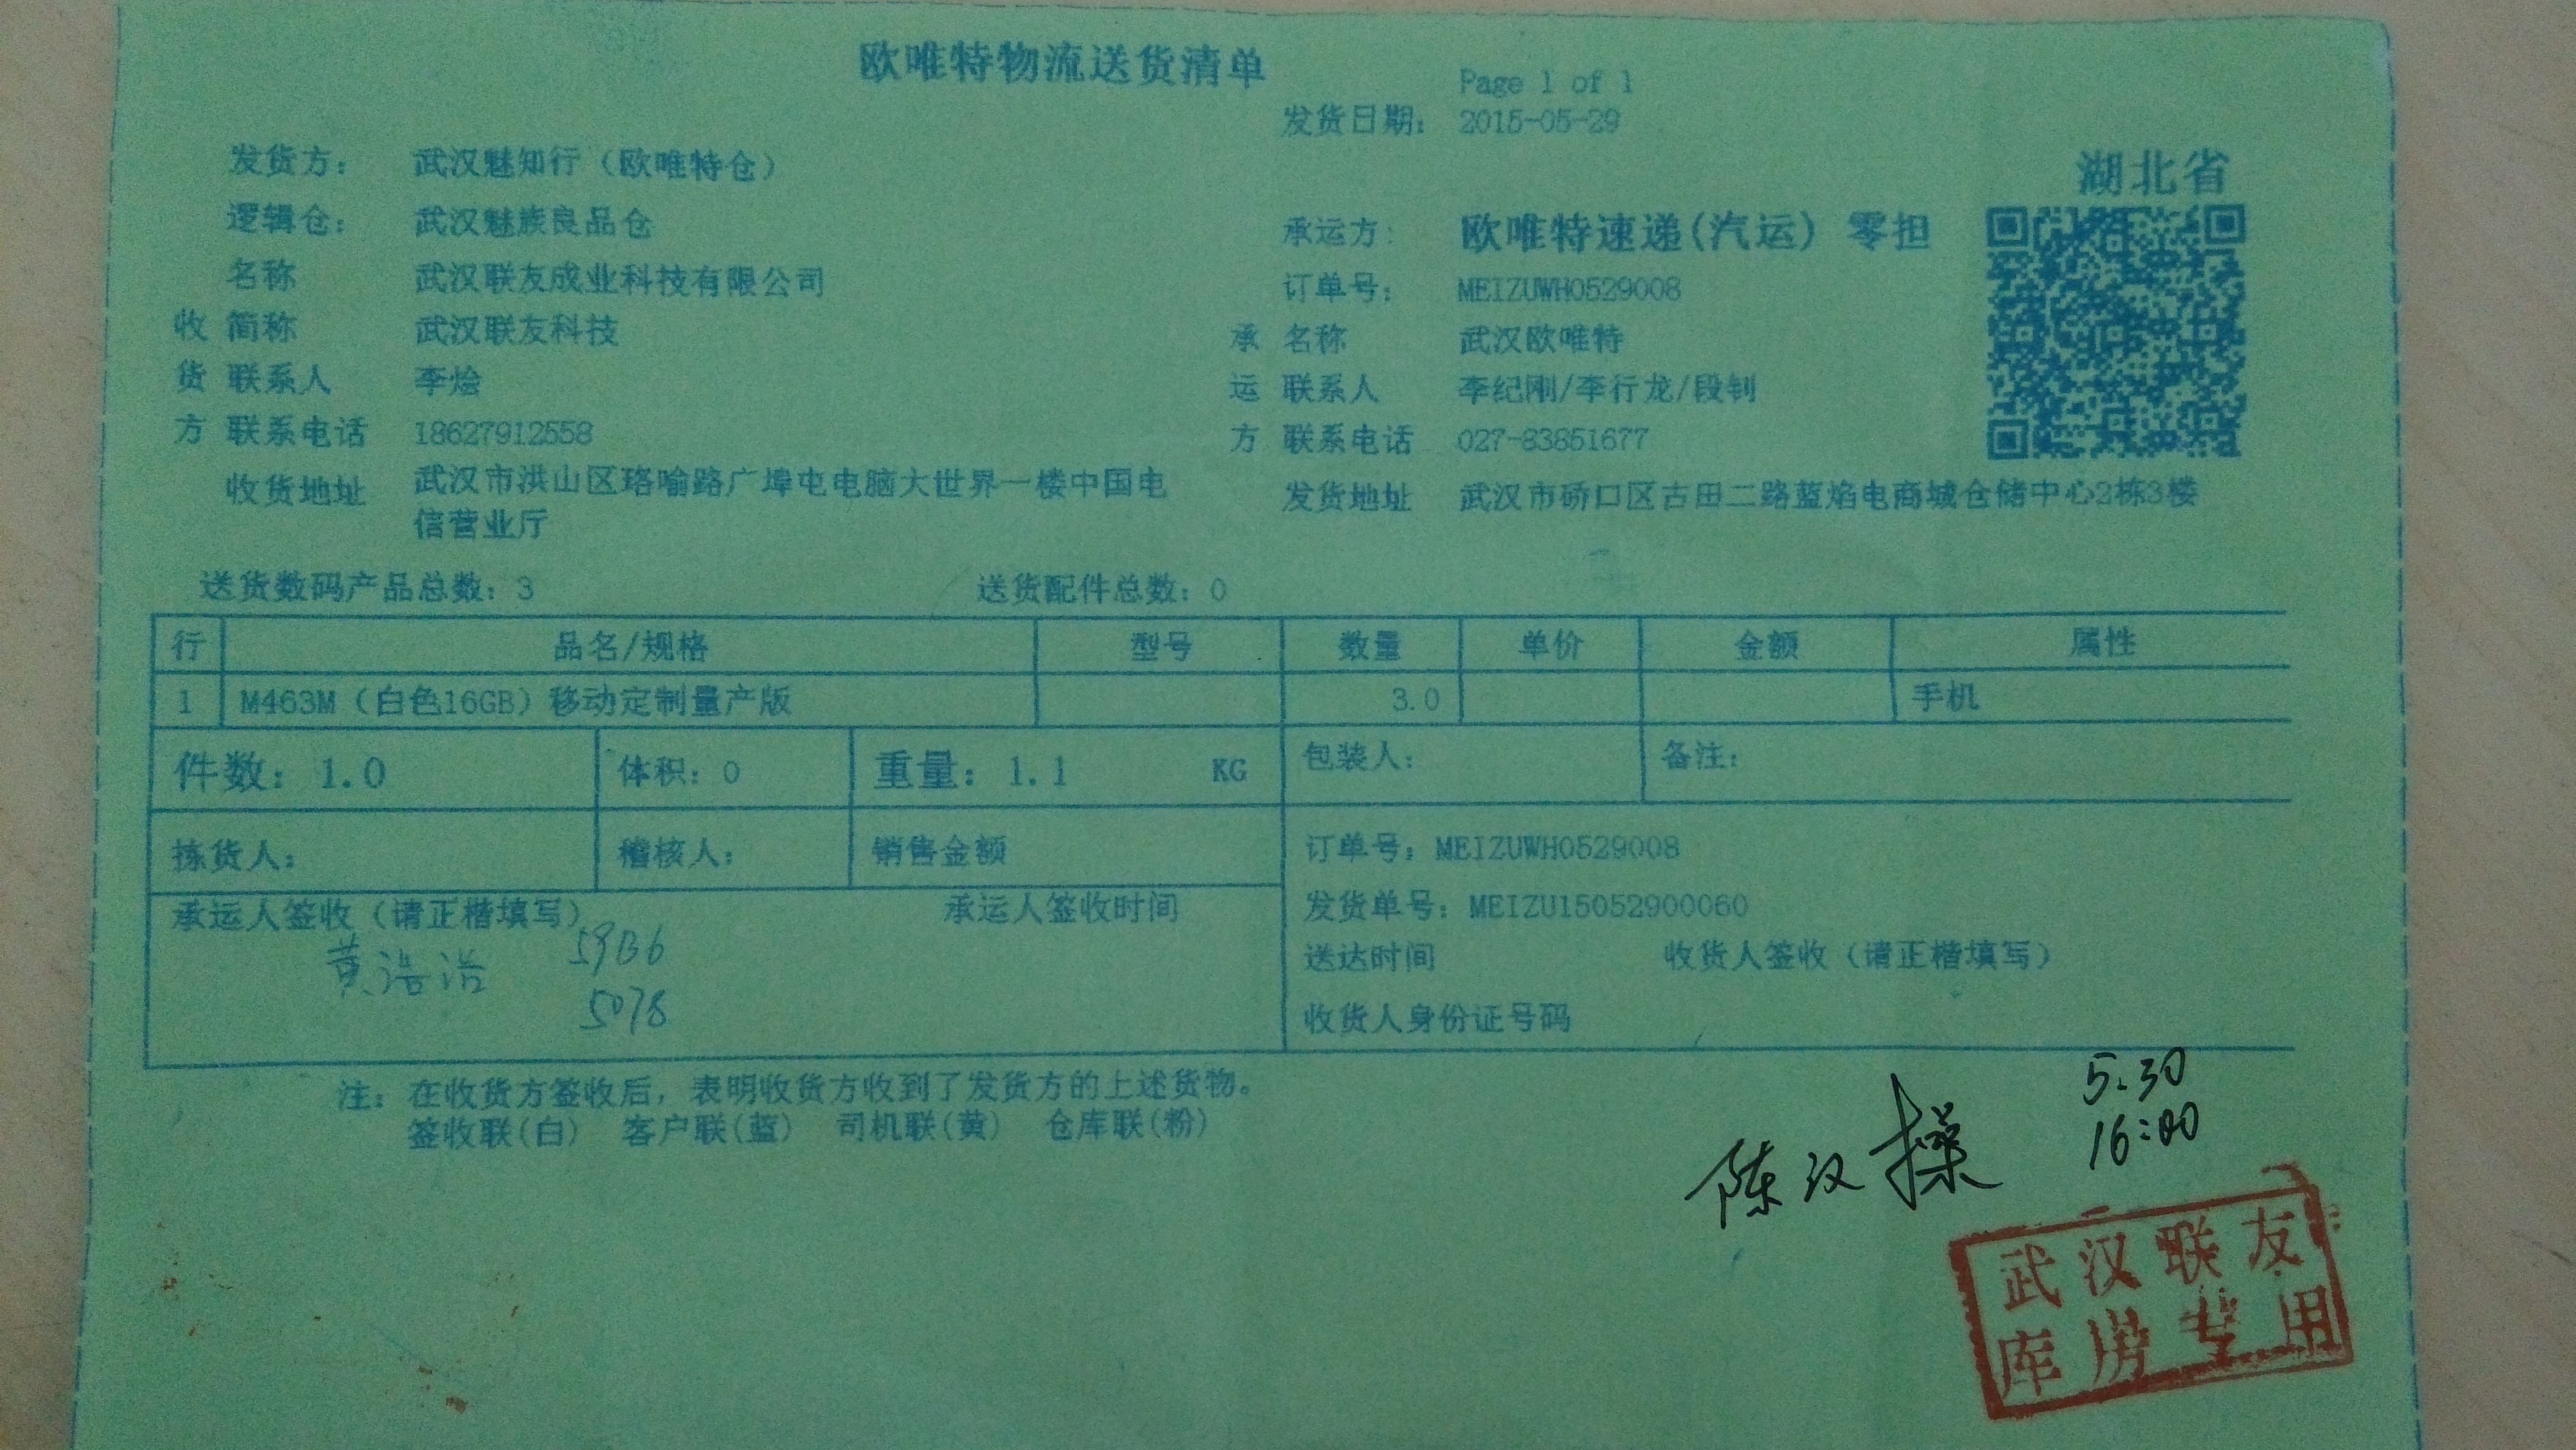 欧唯特物流送货清单
Page 1 of 1
发货日期： 2015-05-29
发货方： 武汉魅知行（欧唯特仓）
湖北省
逻辑仓： 武汉魅族良品仓
承运方： 欧唯特速递(汽运) 零担
名称 武汉联友成业科技有限公司
订单号： MEIZUWH0529008
收 简称 武汉联友科技
承 名称 武汉欧唯特
货 联系人 李烩
运 联系人 李纪刚/李行龙/段钊
方 联系电话 18627912558
方 联系电话 027-83851677
收货地址 武汉市洪山区珞喻路广埠屯电脑大世界一楼中国电
信营业厅
发货地址 武汉市硚口区古田二路蓝焰电商城仓储中心2栋3楼
送货数码产品总数：3 送货配件总数：0
行 品名/规格 型号 数量 单价 金额 属性
1 M463M（白色16GB）移动定制量产版 3.0 手机
件数：1.0 体积：0 重量：1.1 KG 包装人： 备注：
拣货人： 稽核人： 销售金额 订单号：MEIZUWH0529008
承运人签收（请正楷填写） 承运人签收时间 发货单号：MEIZU15052900060
黄浩浩 59B6
5078
送达时间 收货人签收（请正楷填写）
收货人身份证号码
注：在收货方签收后，表明收货方收到了发货方的上述货物。
签收联(白) 客户联(蓝) 司机联(黄) 仓库联(粉)
5.30
16:00
陈汉操
武汉联友
库房专用